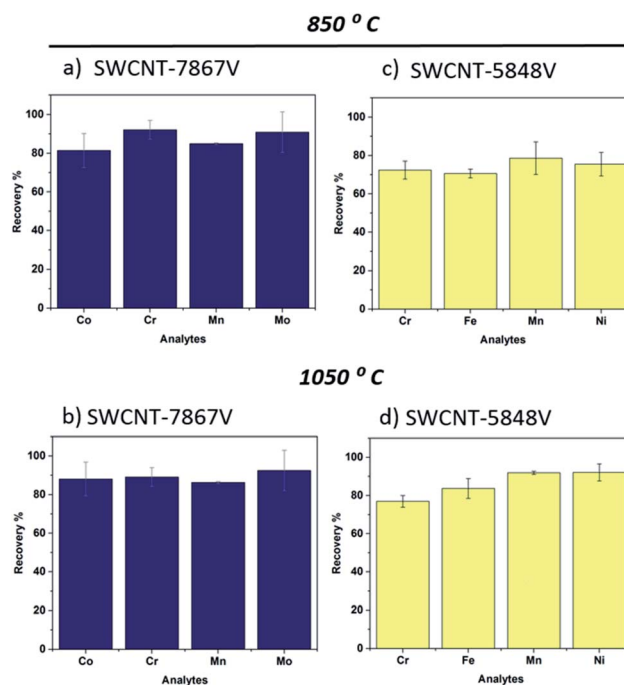 850 °C
a) SWCNT-7867V
c) SWCNT-5848V
Recovery %
100
80
60
40
20
0
Co Cr Mn Mo
Analytes
Recovery %
100
80
60
40
20
0
Cr Fe Mn Ni
Analytes
1050 °C
b) SWCNT-7867V
d) SWCNT-5848V
Recovery %
100
80
60
40
20
0
Co Cr Mn Mo
Analytes
Recovery %
100
80
60
40
20
0
Cr Fe Mn Ni
Analytes